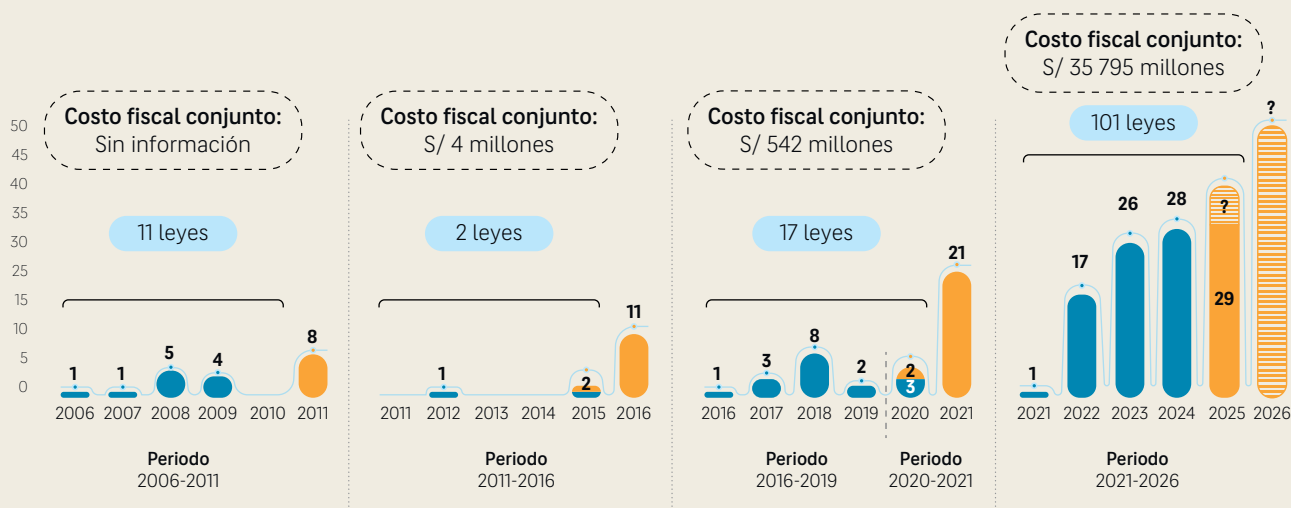 Costo fiscal conjunto:
Sin información
11 leyes
Costo fiscal conjunto:
S/ 4 millones
2 leyes
Costo fiscal conjunto:
S/ 542 millones
17 leyes
Costo fiscal conjunto:
S/ 35 795 millones
101 leyes
50
45
40
35
30
25
20
15
10
5
0
1 1 5 4 8
2006 2007 2008 2009 2010 2011
Periodo
2006-2011
1 2 11
2011 2012 2013 2014 2015 2016
Periodo
2011-2016
1 3 8 2 2 3 21
2016 2017 2018 2019 2020 2021
Periodo
2016-2019
Periodo
2020-2021
1 17 26 28 ? 29 ?
2021 2022 2023 2024 2025 2026
Periodo
2021-2026